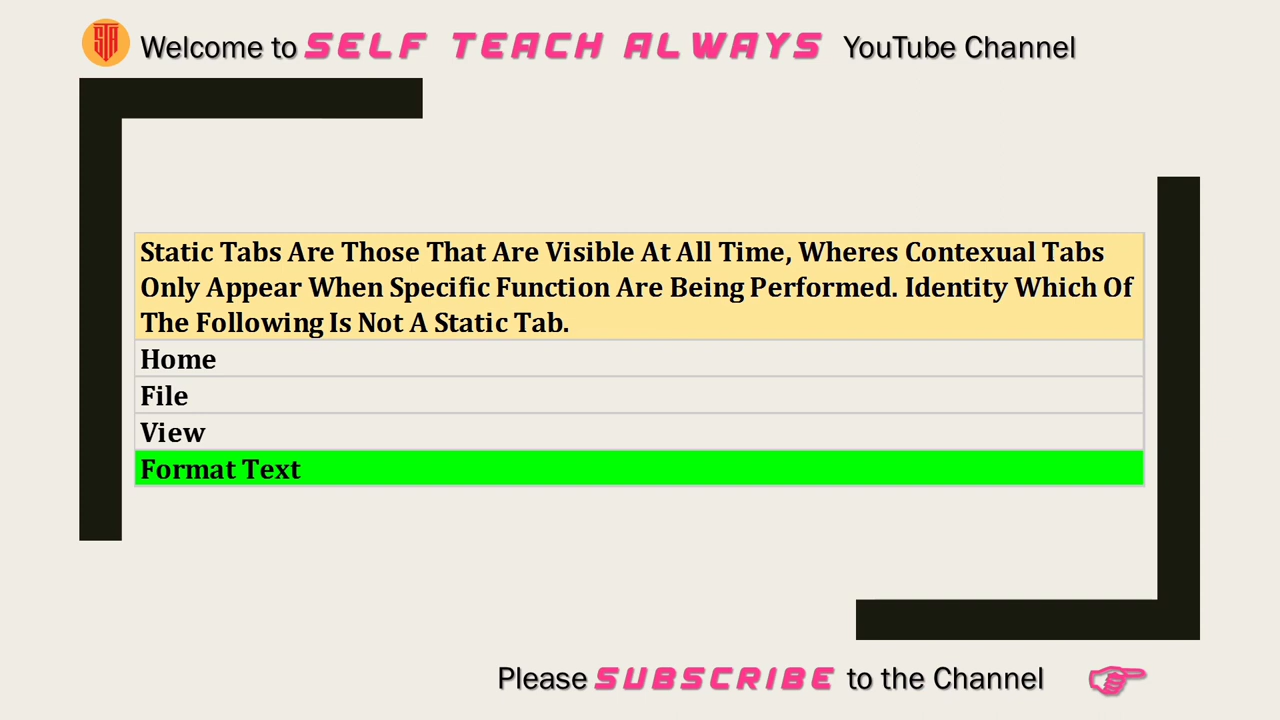 STA
Welcome to SELF TEACH ALWAYS YouTube Channel
Static Tabs Are Those That Are Visible At All Time, Wheres Contexual Tabs
Only Appear When Specific Function Are Being Performed. Identity Which Of
The Following Is Not A Static Tab.
Home
File
View
Format Text
Please SUBSCRIBE to the Channel